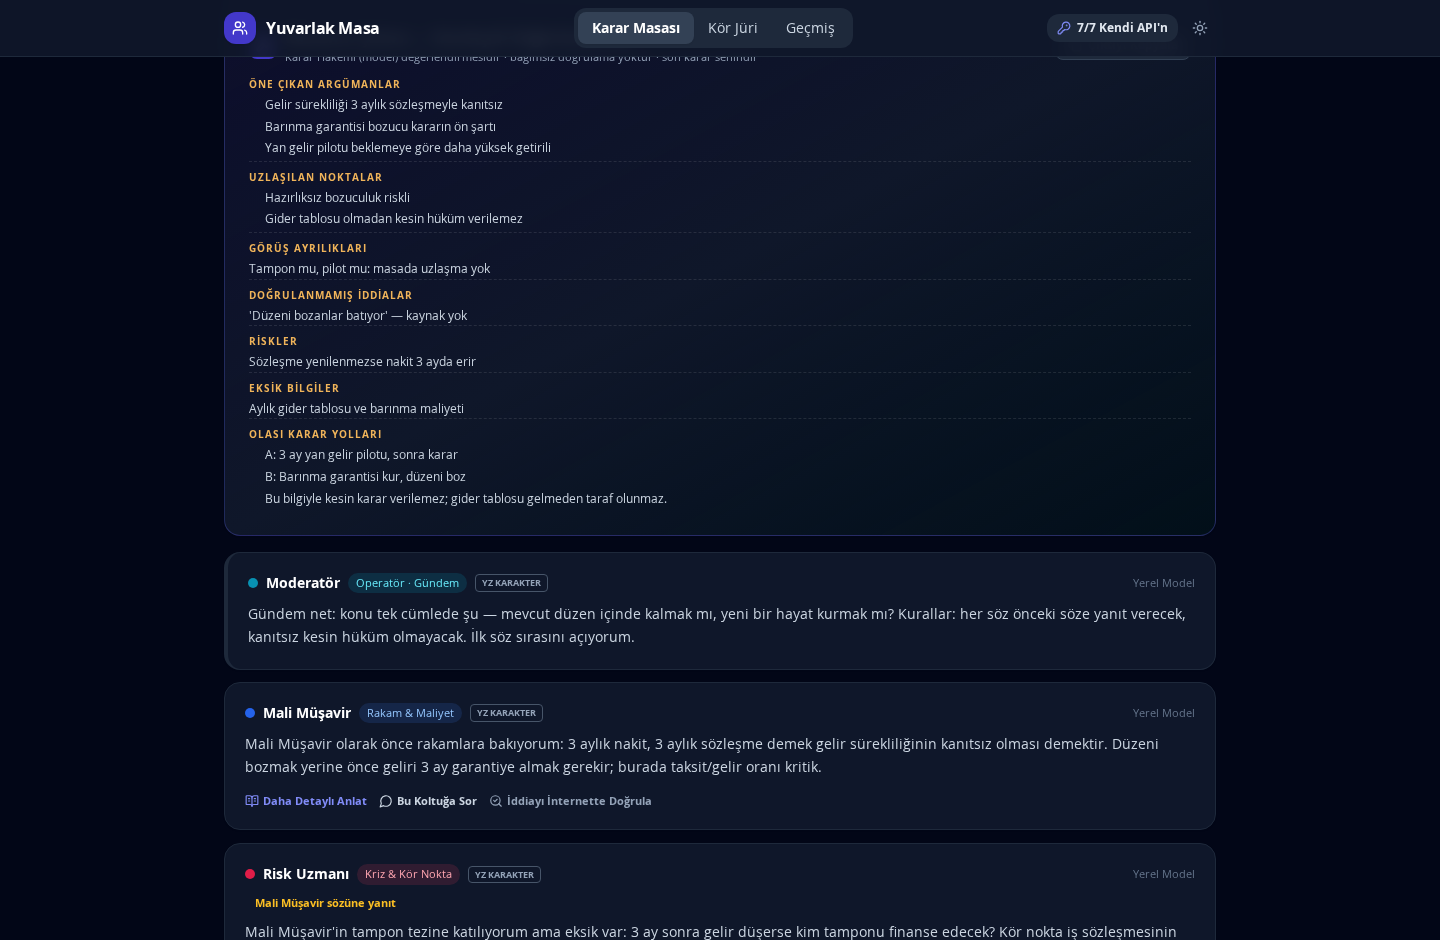 Yuvarlak Masa
Karar Masası
Kör Jüri
Geçmiş
7/7 Kendi API'n
Karar Hakemi (model) değerlendirmesidir · bağımsız doğrulama yoktur · son karar senindir
ÖNE ÇIKAN ARGÜMANLAR
Gelir sürekliliği 3 aylık sözleşmeyle kanıtsız
Barınma garantisi bozucu kararın ön şartı
Yan gelir pilotu beklemeye göre daha yüksek getirili
UZLAŞILAN NOKTALAR
Hazırlıksız bozuculuk riskli
Gider tablosu olmadan kesin hüküm verilemez
GÖRÜŞ AYRILIKLARI
Tampon mu, pilot mu: masada uzlaşma yok
DOĞRULANMAMIŞ İDDİALAR
'Düzeni bozanlar batıyor' — kaynak yok
RİSKLER
Sözleşme yenilenmezse nakit 3 ayda erir
EKSİK BİLGİLER
Aylık gider tablosu ve barınma maliyeti
OLASI KARAR YOLLARI
A: 3 ay yan gelir pilotu, sonra karar
B: Barınma garantisi kur, düzeni boz
Bu bilgiyle kesin karar verilemez; gider tablosu gelmeden taraf olunmaz.
Moderatör
Operatör · Gündem
YZ KARAKTER
Yerel Model
Gündem net: konu tek cümlede şu — mevcut düzen içinde kalmak mı, yeni bir hayat kurmak mı? Kurallar: her söz önceki söze yanıt verecek,
kanıtsız kesin hüküm olmayacak. İlk söz sırasını açıyorum.
Mali Müşavir
Rakam & Maliyet
YZ KARAKTER
Yerel Model
Mali Müşavir olarak önce rakamlara bakıyorum: 3 aylık nakit, 3 aylık sözleşme demek gelir sürekliliğinin kanıtsız olması demektir. Düzeni
bozmak yerine önce geliri 3 ay garantiye almak gerekir; burada taksit/gelir oranı kritik.
Daha Detaylı Anlat
Bu Koltuğa Sor
İddiayı İnternette Doğrula
Risk Uzmanı
Kriz & Kör Nokta
YZ KARAKTER
Yerel Model
Mali Müşavir sözüne yanıt
Mali Müşavir'in tampon tezine katılıyorum ama eksik var: 3 ay sonra gelir düşerse kim tamponu finanse edecek? Kör nokta iş sözleşmesinin